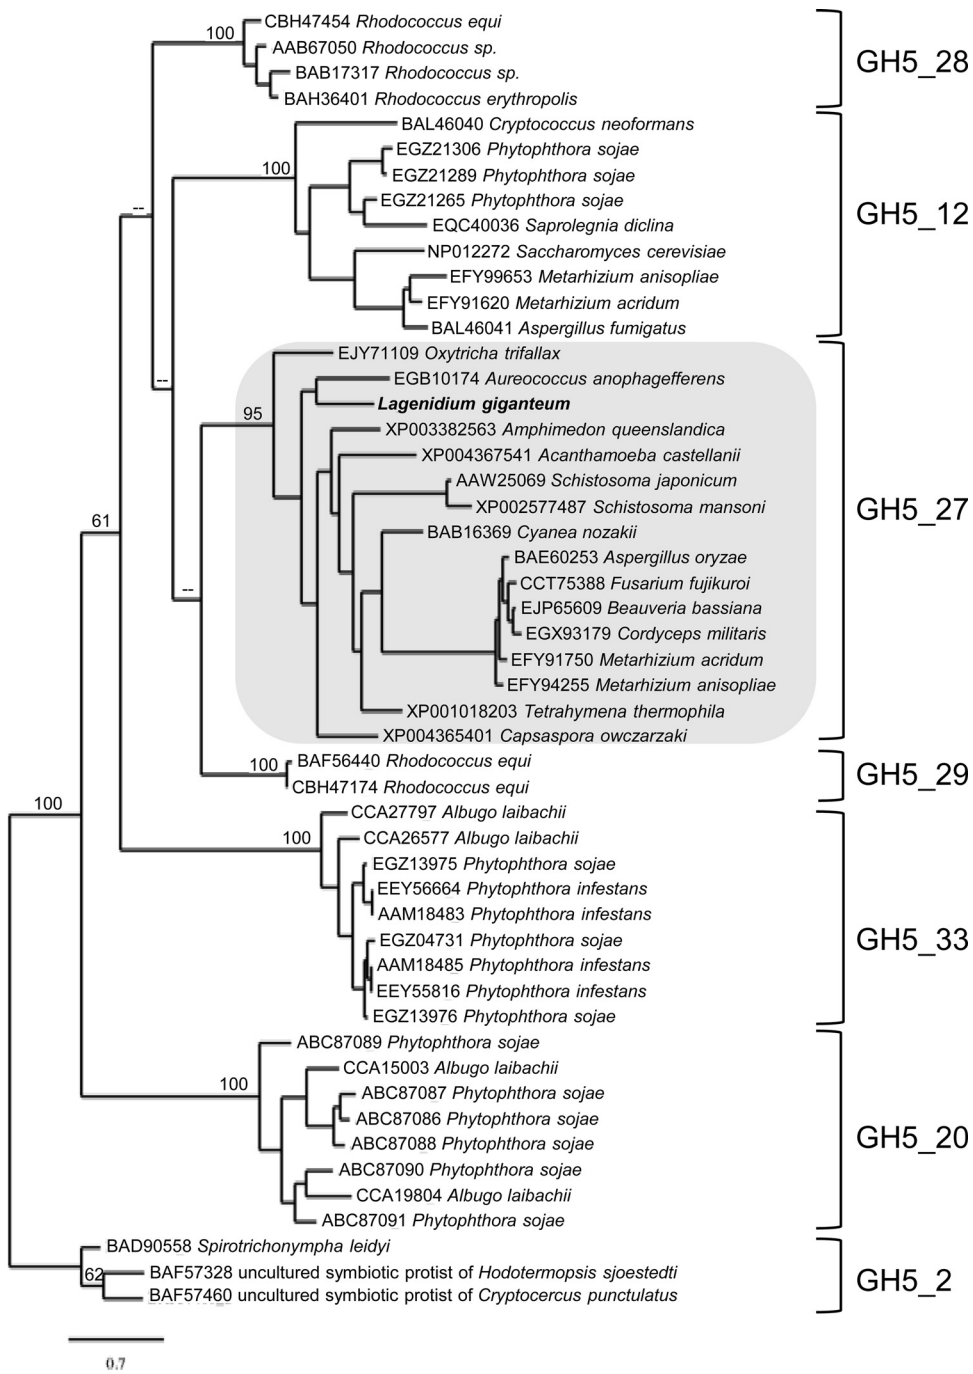 CBH47454 Rhodococcus equi
100
AAB67050 Rhodococcus sp.
BAB17317 Rhodococcus sp.
BAH36401 Rhodococcus erythropolis
GH5_28
BAL46040 Cryptococcus neoformans
EGZ21306 Phytophthora sojae
100
EGZ21289 Phytophthora sojae
EGZ21265 Phytophthora sojae
EQC40036 Saprolegnia diclina
NP012272 Saccharomyces cerevisiae
EFY99653 Metarhizium anisopliae
EFY91620 Metarhizium acridum
BAL46041 Aspergillus fumigatus
GH5_12
--
--
EJY71109 Oxytricha trifallax
EGB10174 Aureococcus anophagefferens
Lagenidium giganteum
95
XP003382563 Amphimedon queenslandica
XP004367541 Acanthamoeba castellanii
AAW25069 Schistosoma japonicum
XP002577487 Schistosoma mansoni
61
BAB16369 Cyanea nozakii
BAE60253 Aspergillus oryzae
CCT75388 Fusarium fujikuroi
--
EJP65609 Beauveria bassiana
EGX93179 Cordyceps militaris
EFY91750 Metarhizium acridum
EFY94255 Metarhizium anisopliae
XP001018203 Tetrahymena thermophila
XP004365401 Capsaspora owczarzaki
GH5_27
BAF56440 Rhodococcus equi
100
CBH47174 Rhodococcus equi
GH5_29
100
CCA27797 Albugo laibachii
100
CCA26577 Albugo laibachii
EGZ13975 Phytophthora sojae
EEY56664 Phytophthora infestans
AAM18483 Phytophthora infestans
EGZ04731 Phytophthora sojae
AAM18485 Phytophthora infestans
EEY55816 Phytophthora infestans
EGZ13976 Phytophthora sojae
GH5_33
ABC87089 Phytophthora sojae
CCA15003 Albugo laibachii
100
ABC87087 Phytophthora sojae
ABC87086 Phytophthora sojae
ABC87088 Phytophthora sojae
ABC87090 Phytophthora sojae
CCA19804 Albugo laibachii
ABC87091 Phytophthora sojae
GH5_20
BAD90558 Spirotrichonympha leidyi
62
BAF57328 uncultured symbiotic protist of Hodotermopsis sjoestedti
BAF57460 uncultured symbiotic protist of Cryptocercus punctulatus
GH5_2
0.7